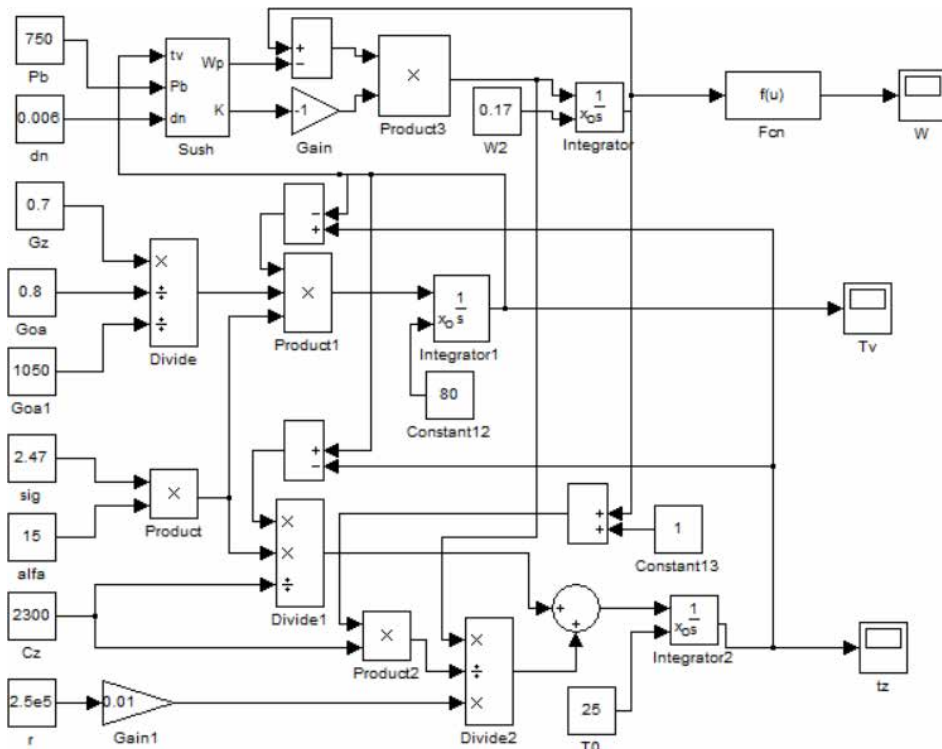 750
Pb
0.006
dn
tv
Pb
dn
Wp
K
Sush
+
−
-1
Gain
×
Product3
0.17
W2
1
s
xo
Integrator
f(u)
Fcn
W
0.7
Gz
0.8
Goa
1050
Goa1
×
÷
÷
Divide
−
+
×
Product1
1
s
xo
Integrator1
80
Constant12
Tv
2.47
sig
15
alfa
×
Product
+
−
×
×
÷
Divide1
+
+
1
Constant13
2300
Cz
×
Product2
+
+
1
s
xo
Integrator2
tz
2.5e5
r
0.01
Gain1
×
÷
×
Divide2
25
T0